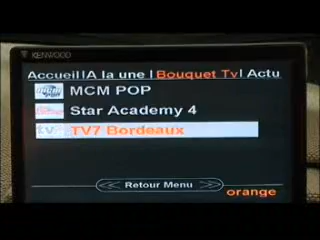 KENWOOD
Accueil|A la une |Bouquet Tv| Actu
MCM POP
Star Academy 4
TV7 Bordeaux
Retour Menu
orange